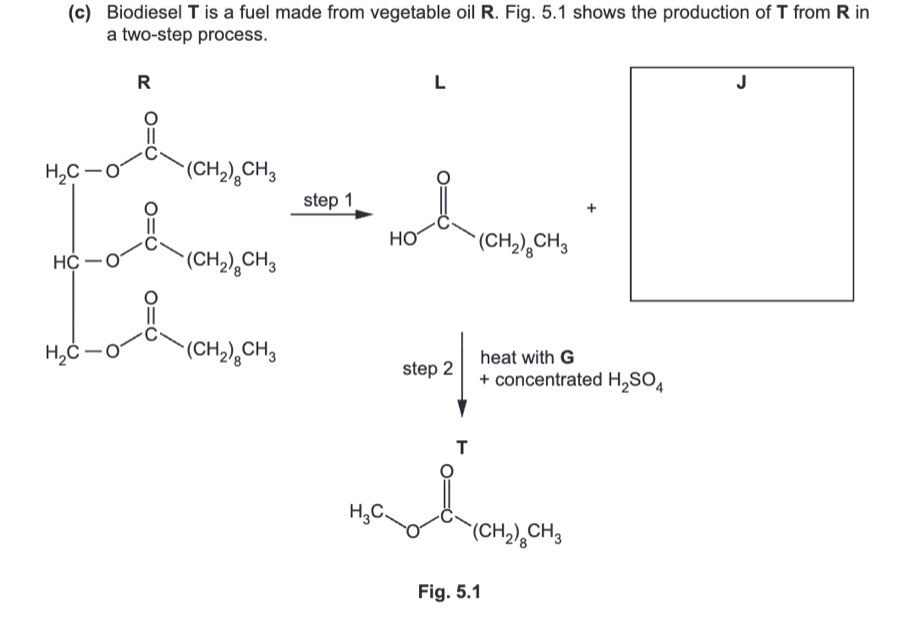 (c) Biodiesel T is a fuel made from vegetable oil R. Fig. 5.1 shows the production of T from R in
a two-step process.
R L J
O
C
H₂C—O (CH₂)₈CH₃
O
C
HC—O (CH₂)₈CH₃
O
C
H₂C—O (CH₂)₈CH₃
step 1
O
C
HO (CH₂)₈CH₃
+
step 2
heat with G
+ concentrated H₂SO₄
T
O
H₃C C
O (CH₂)₈CH₃
Fig. 5.1